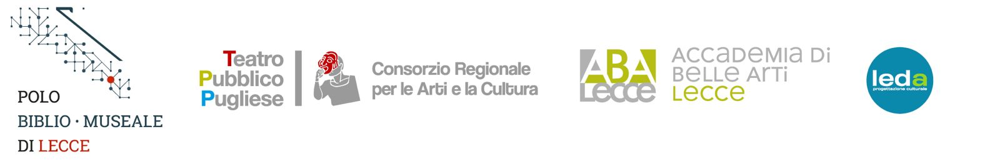 POLO
BIBLIO · MUSEALE
DI LECCE
Teatro
Pubblico
Pugliese
Consorzio Regionale
per le Arti e la Cultura
ABA
Lecce
ACCADEMIA Di
BELLE ARTi
LECCE
leda
progettazione culturale